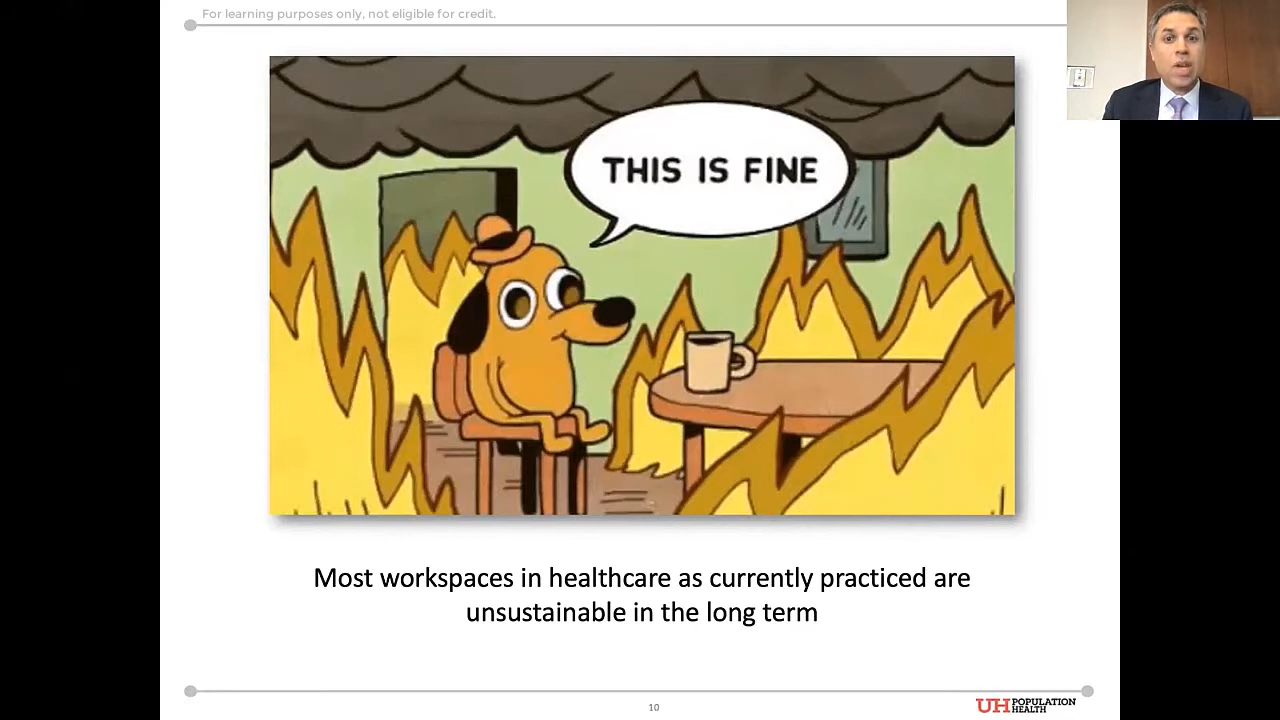 For learning purposes only, not eligible for credit.
THIS IS FINE
Most workspaces in healthcare as currently practiced are
unsustainable in the long term
10
UH POPULATION
HEALTH